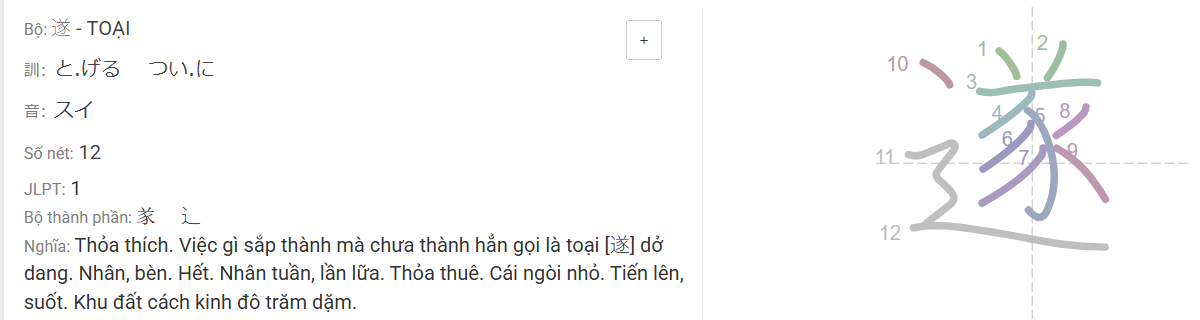 Bộ: 遂 - TOẠI
+
訓: と.げる つい.に
音: スイ
Số nét: 12
JLPT: 1
Bộ thành phần: 㒸 辶
Nghĩa: Thỏa thích. Việc gì sắp thành mà chưa thành hẳn gọi là toại [遂] dở
dang. Nhân, bèn. Hết. Nhân tuần, lần lữa. Thỏa thuê. Cái ngòi nhỏ. Tiến lên,
suốt. Khu đất cách kinh đô trăm dặm.
遂
1
2
3
4
5
6
7
8
9
10
11
12